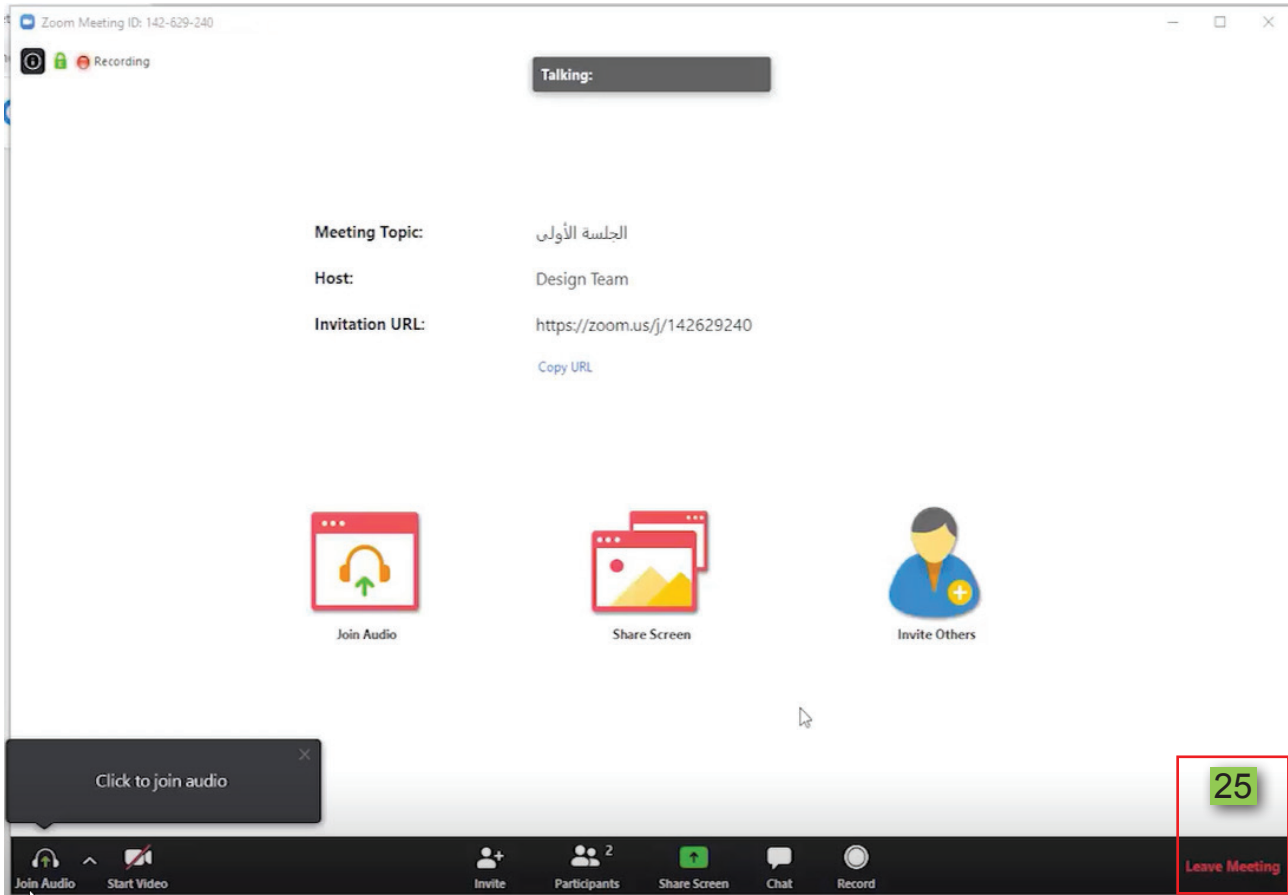 Zoom Meeting ID: 142-629-240
Recording
Talking:
Meeting Topic: الجلسة الأولى
Host: Design Team
Invitation URL: https://zoom.us/j/142629240
Copy URL
Join Audio Share Screen Invite Others
Click to join audio
25
Join Audio Start Video Invite Participants 2 Share Screen Chat Record Leave Meeting